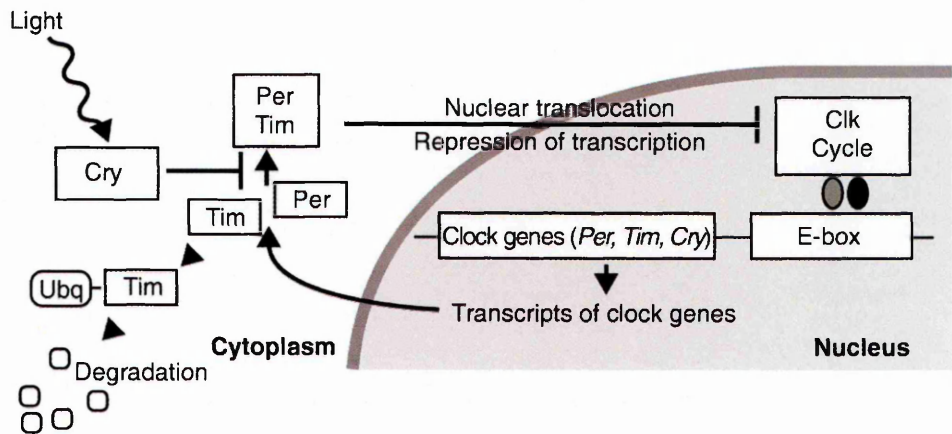 Light
Per
Tim
Nuclear translocation
Repression of transcription
Clk
Cycle
Cry
Tim
Per
Clock genes (Per, Tim, Cry)
E-box
Ubq
Tim
Transcripts of clock genes
Cytoplasm
Nucleus
Degradation